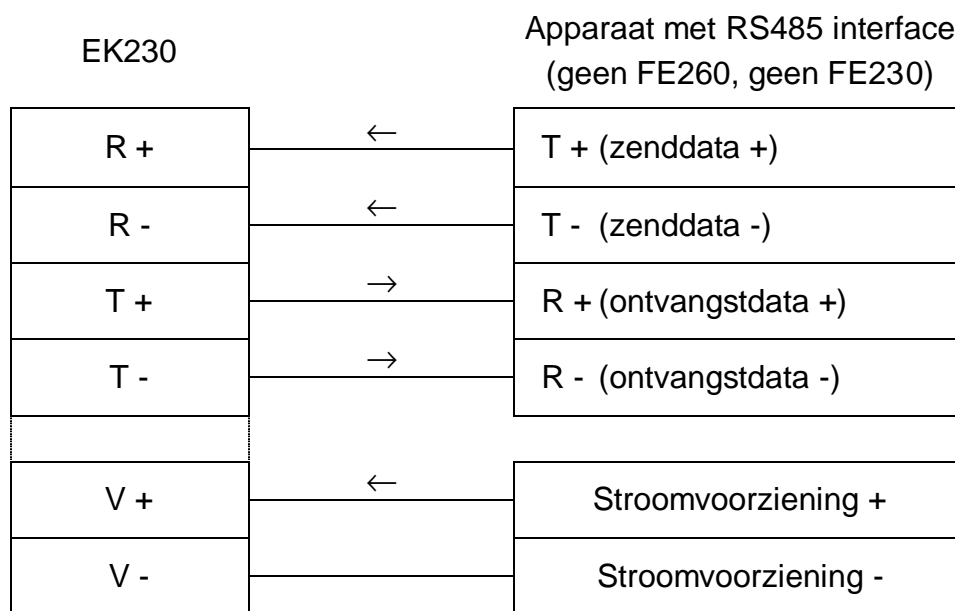 EK230
Apparaat met RS485 interface
(geen FE260, geen FE230)
R + ← T + (zenddata +)
R - ← T - (zenddata -)
T + → R + (ontvangstdata +)
T - → R - (ontvangstdata -)
V + ← Stroomvoorziening +
V - Stroomvoorziening -